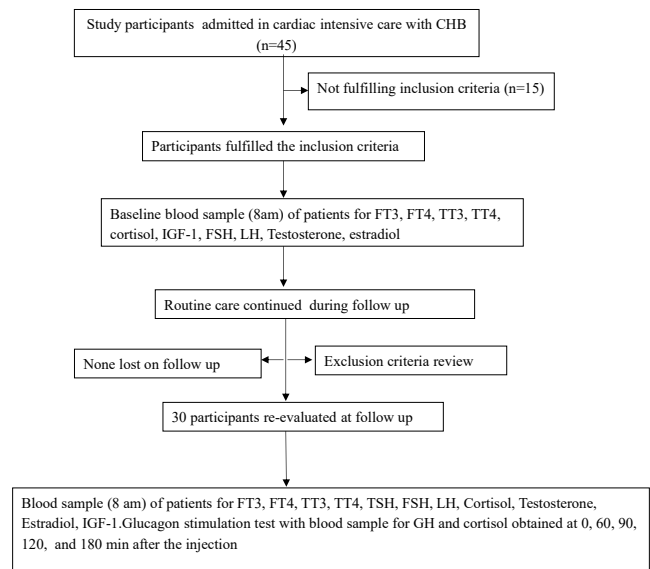 Study participants admitted in cardiac intensive care with CHB
(n=45)
Not fulfilling inclusion criteria (n=15)
Participants fulfilled the inclusion criteria
Baseline blood sample (8am) of patients for FT3, FT4, TT3, TT4,
cortisol, IGF-1, FSH, LH, Testosterone, estradiol
Routine care continued during follow up
None lost on follow up
Exclusion criteria review
30 participants re-evaluated at follow up
Blood sample (8 am) of patients for FT3, FT4, TT3, TT4, TSH, FSH, LH, Cortisol, Testosterone,
Estradiol, IGF-1.Glucagon stimulation test with blood sample for GH and cortisol obtained at 0, 60, 90,
120, and 180 min after the injection